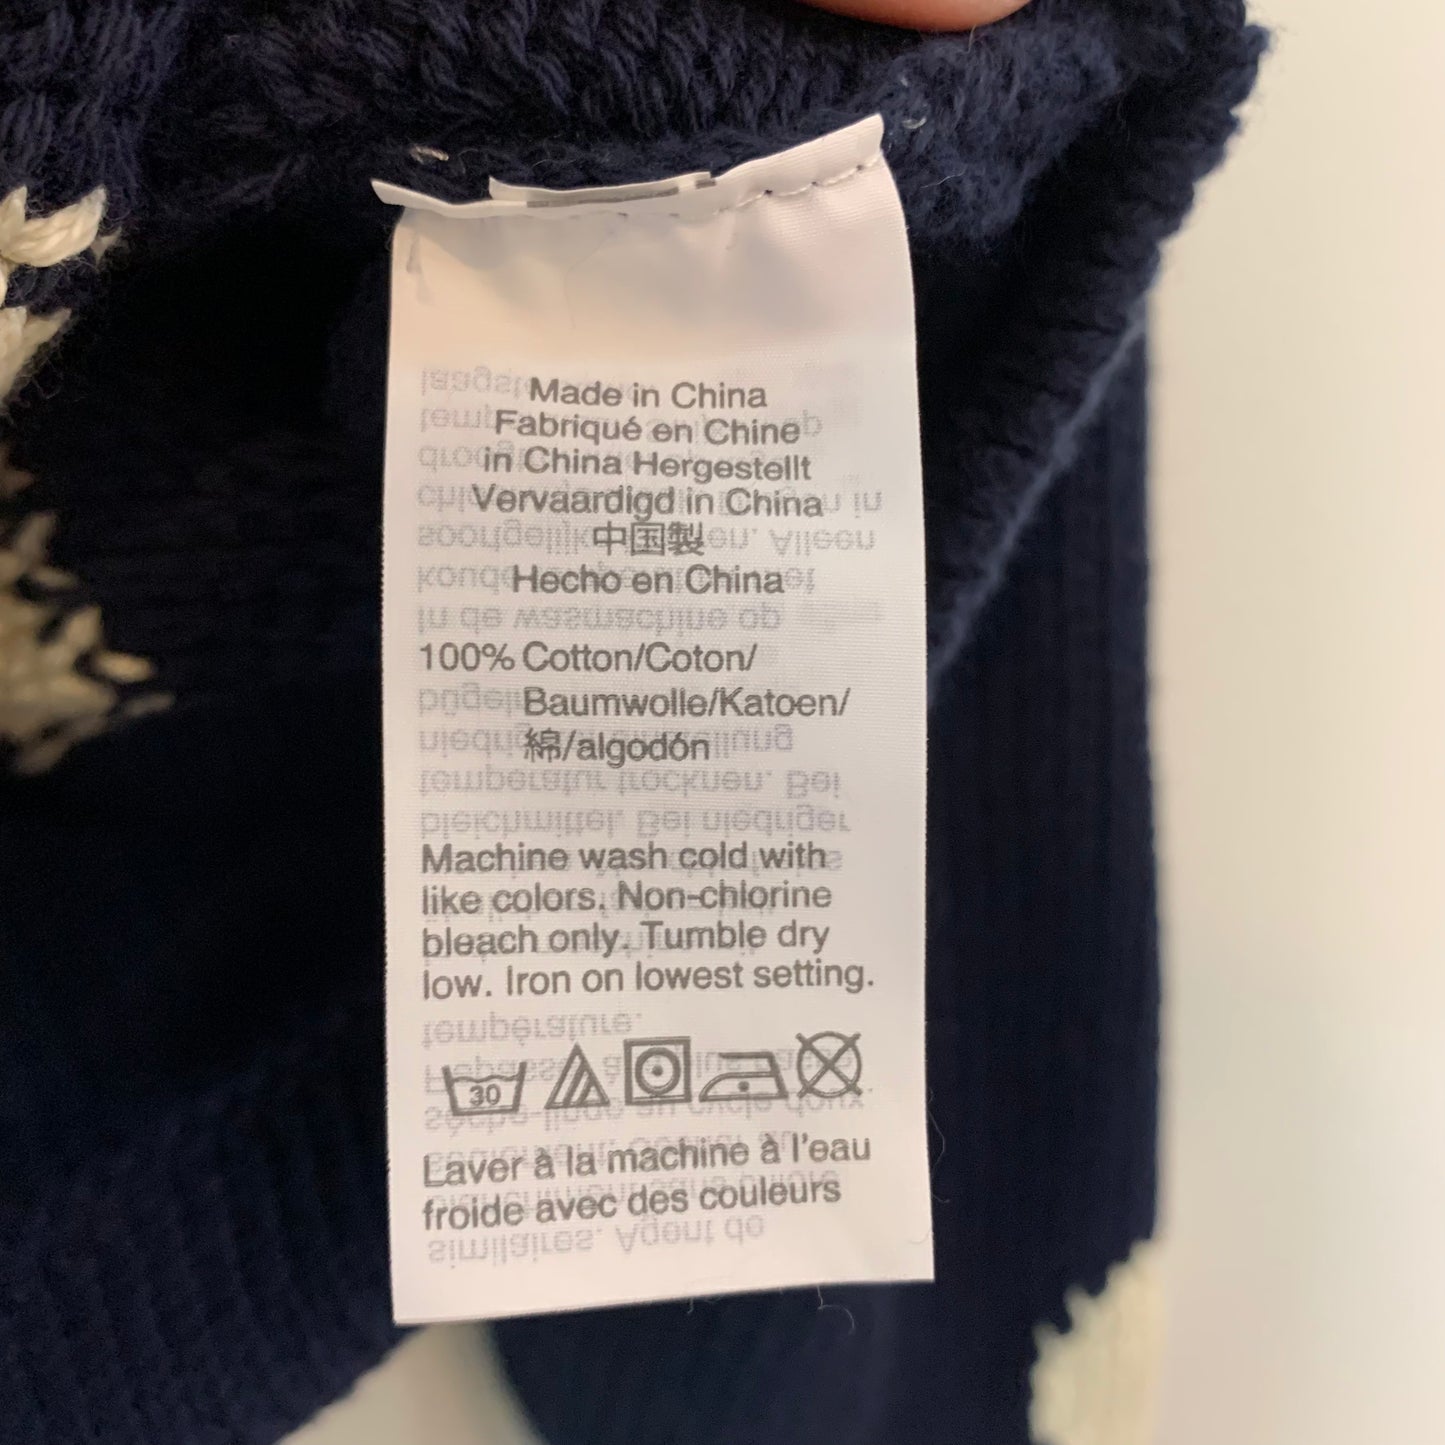 Made in China
Fabriqué en Chine
in China Hergestellt
Vervaardigd in China
中国製
Hecho en China
100% Cotton/Coton/
Baumwolle/Katoen/
綿/algodón
Machine wash cold with
like colors. Non-chlorine
bleach only. Tumble dry
low. Iron on lowest setting.
30
Laver à la machine à l'eau
froide avec des couleurs